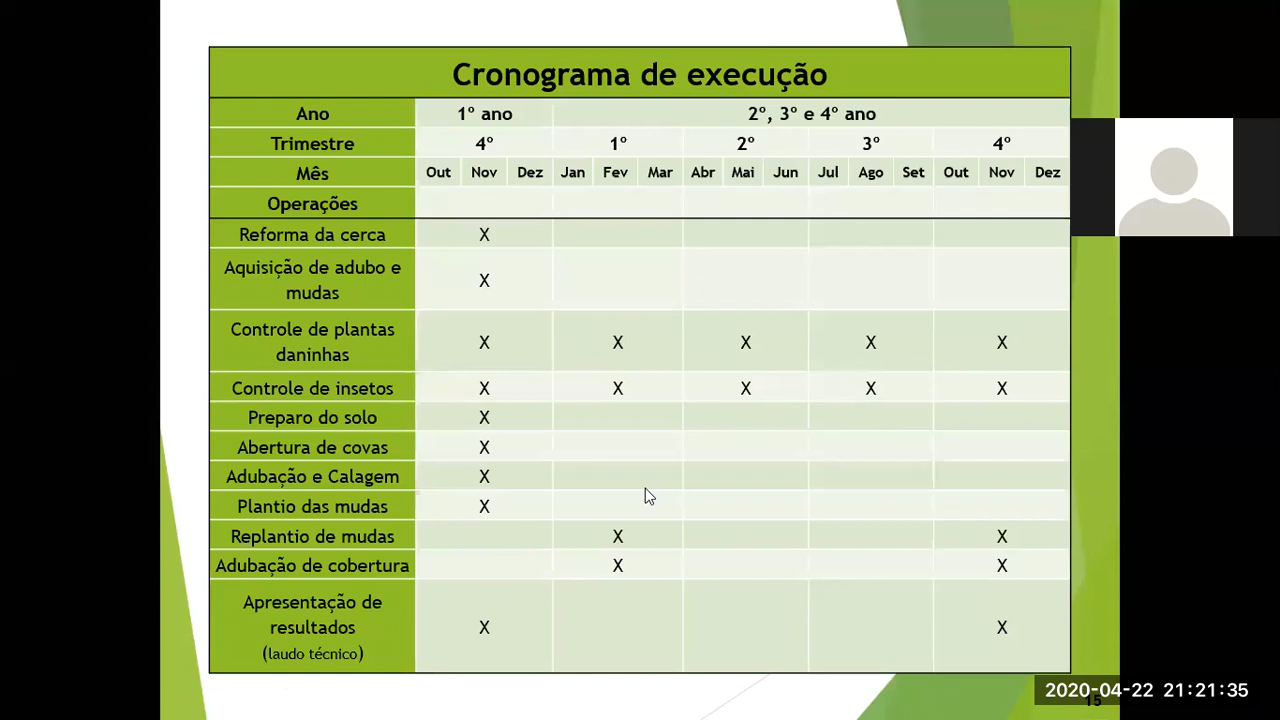 Cronograma de execução
Ano 1º ano 2º, 3º e 4º ano
Trimestre 4º 1º 2º 3º 4º
Mês Out Nov Dez Jan Fev Mar Abr Mai Jun Jul Ago Set Out Nov Dez
Operações
Reforma da cerca X
Aquisição de adubo e
mudas X
Controle de plantas
daninhas X X X X X
Controle de insetos X X X X X
Preparo do solo X
Abertura de covas X
Adubação e Calagem X
Plantio das mudas X
Replantio de mudas X X
Adubação de cobertura X X
Apresentação de
resultados X X
(laudo técnico)
2020-04-22 21:21:35
15